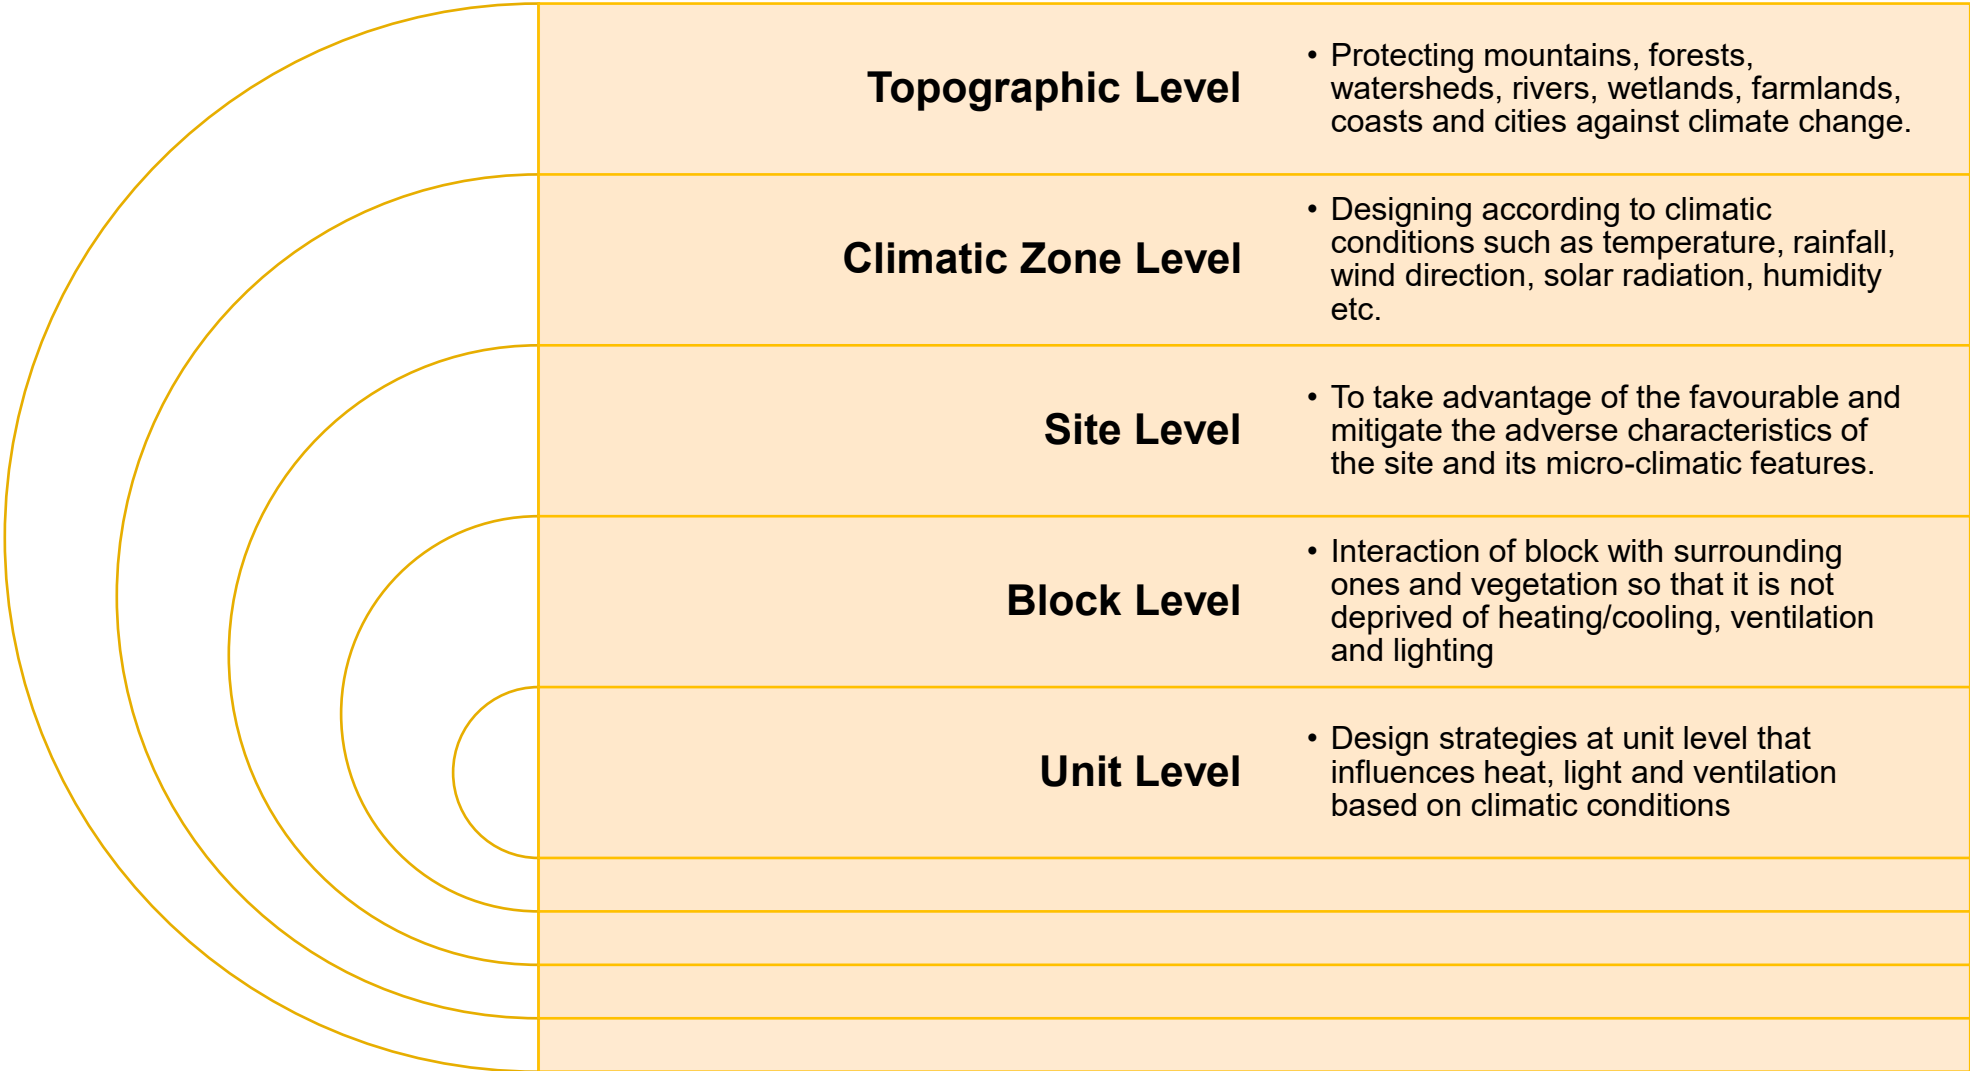 Topographic Level
• Protecting mountains, forests,
watersheds, rivers, wetlands, farmlands,
coasts and cities against climate change.
Climatic Zone Level
• Designing according to climatic
conditions such as temperature, rainfall,
wind direction, solar radiation, humidity
etc.
Site Level
• To take advantage of the favourable and
mitigate the adverse characteristics of
the site and its micro-climatic features.
Block Level
• Interaction of block with surrounding
ones and vegetation so that it is not
deprived of heating/cooling, ventilation
and lighting
Unit Level
• Design strategies at unit level that
influences heat, light and ventilation
based on climatic conditions